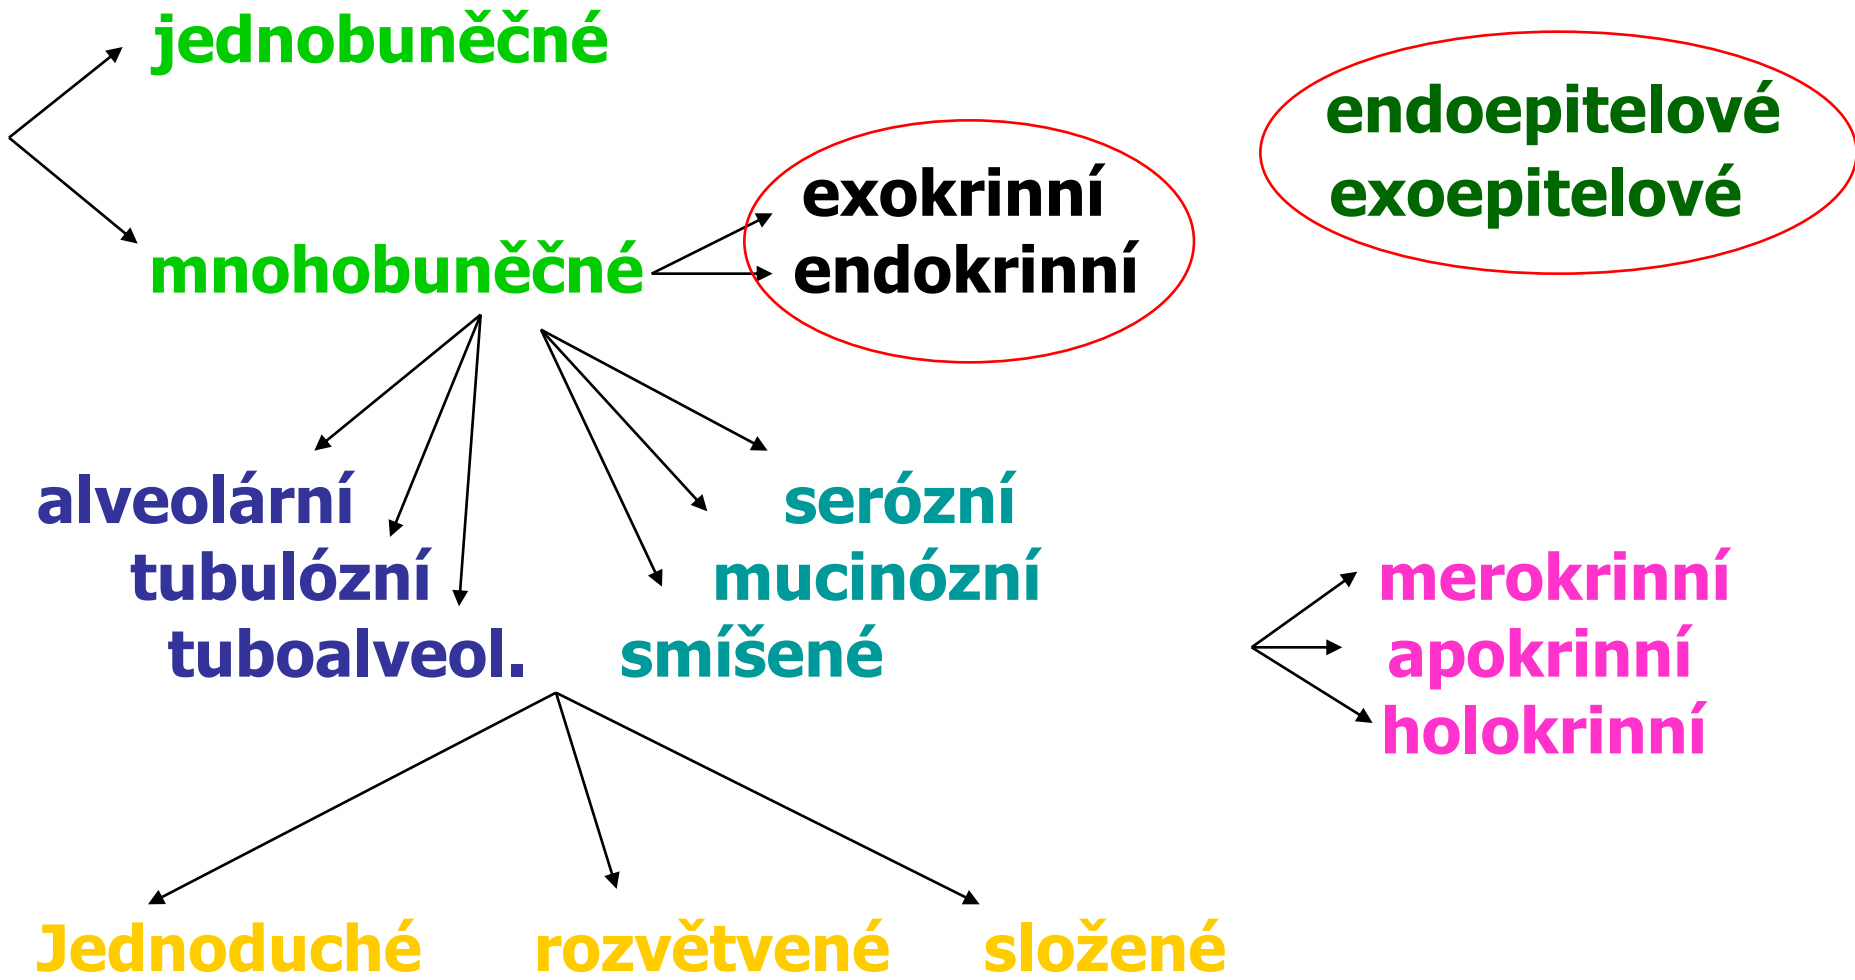 jednobuněčné
endoepitelové
exoepitelové
exokrinní
endokrinní
mnohobuněčné
alveolární
tubulózní
tuboalveol.
serózní
mucinózní
smíšené
merokrinní
apokrinní
holokrinní
Jednoduché
rozvětvené
složené